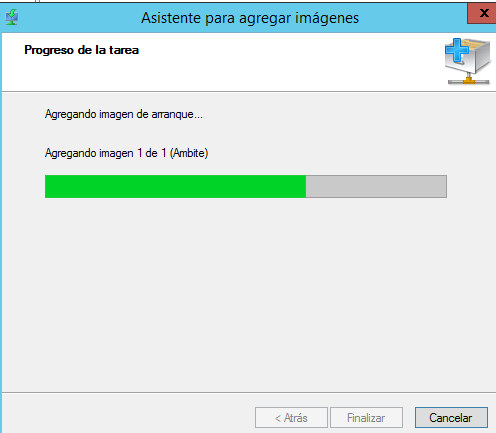 Asistente para agregar imágenes
x
Progreso de la tarea
Agregando imagen de arranque...
Agregando imagen 1 de 1 (Ambite)
< Atrás Finalizar Cancelar